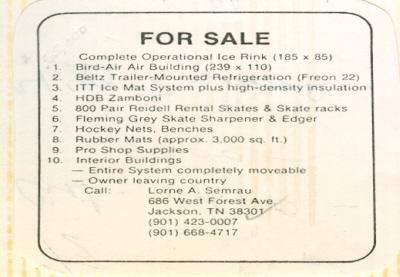 FOR SALE
Complete Operational Ice Rink (185 x 85)
1. Bird-Air Air Building (239 x 110)
2. Beltz Trailer-Mounted Refrigeration (Freon 22)
3. ITT Ice Mat System plus high-density insulation
4. HDB Zamboni
5. 800 Pair Reidell Rental Skates & Skate racks
6. Fleming Grey Skate Sharpener & Edger
7. Hockey Nets, Benches
8. Rubber Mats (approx. 3,000 sq. ft.)
9. Pro Shop Supplies
10. Interior Buildings
— Entire System completely moveable
— Owner leaving country
Call: Lorne A. Semrau
686 West Forest Ave.
Jackson, TN 38301
(901) 423-0007
(901) 668-4717